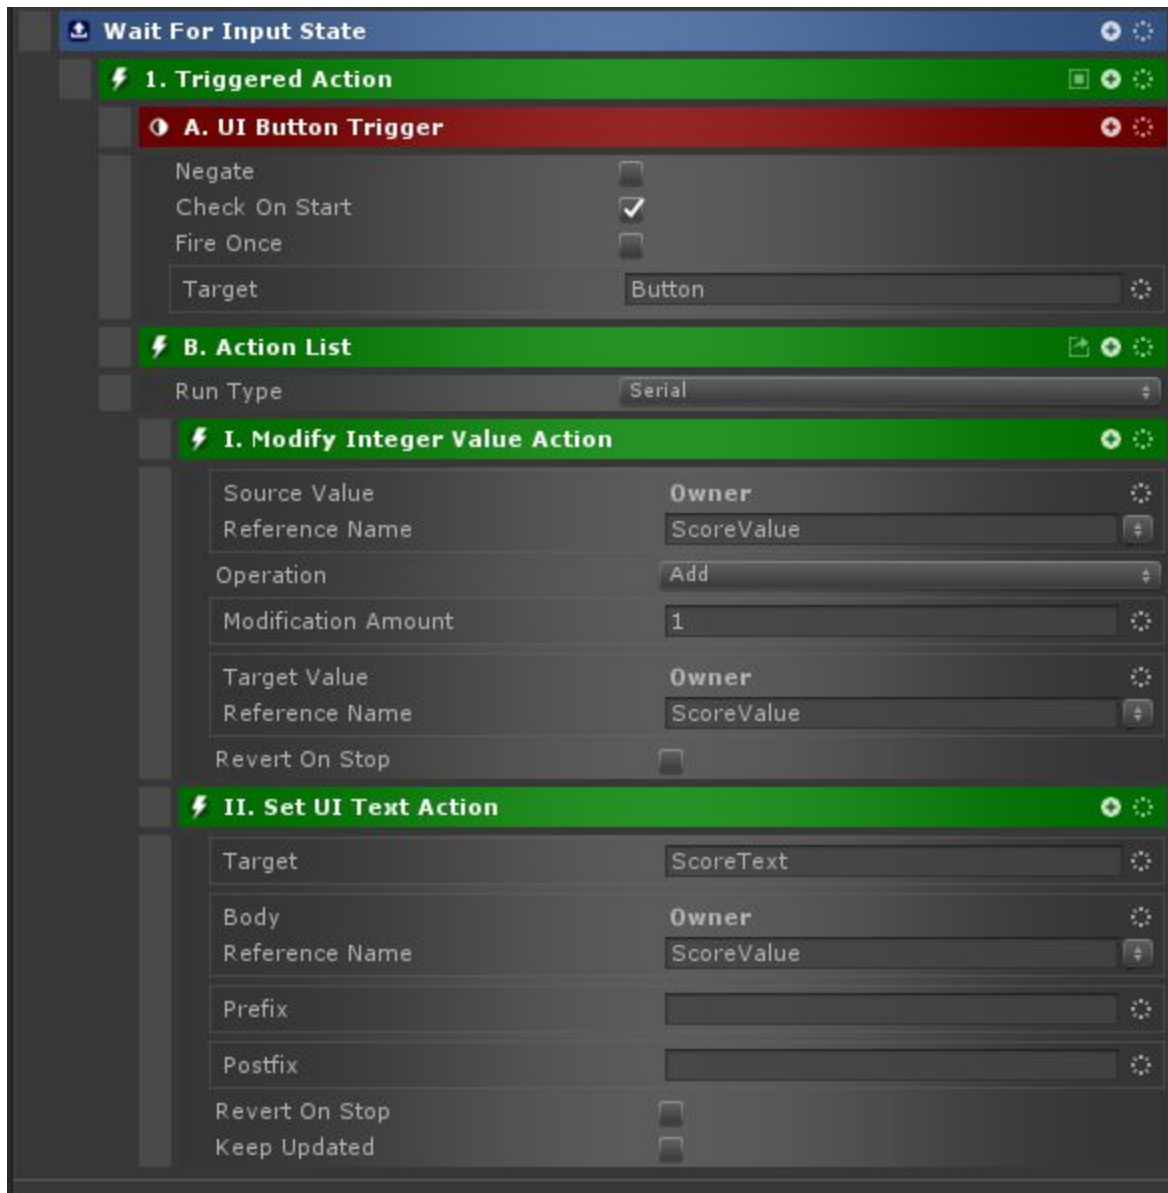 Wait For Input State
1. Triggered Action
A. UI Button Trigger
Negate
Check On Start
Fire Once
Target Button
B. Action List
Run Type Serial
I. Modify Integer Value Action
Source Value Owner
Reference Name ScoreValue
Operation Add
Modification Amount 1
Target Value Owner
Reference Name ScoreValue
Revert On Stop
II. Set UI Text Action
Target ScoreText
Body Owner
Reference Name ScoreValue
Prefix
Postfix
Revert On Stop
Keep Updated